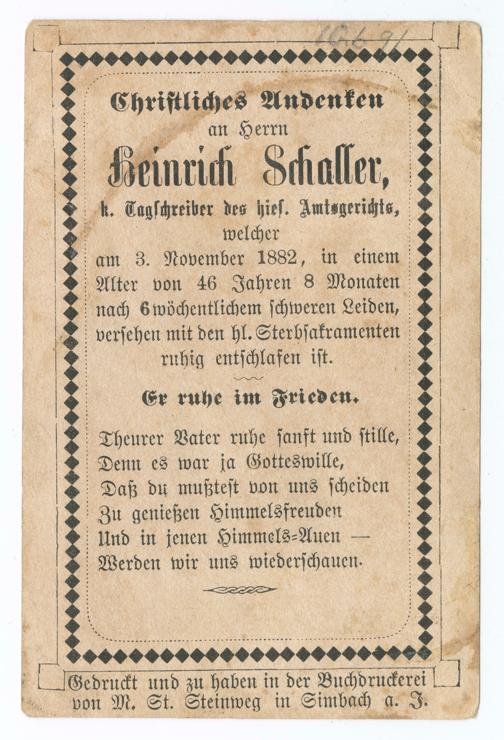 Christliches Andenken
an Herrn
Heinrich Schaller,
k. Tagschreiber des hies. Amtsgerichts,
welcher
am 3. November 1882, in einem
Alter von 46 Jahren 8 Monaten
nach 6 wöchentlichem schweren Leiden,
versehen mit den hl. Sterbsakramenten
ruhig entschlafen ist.
Er ruhe im Frieden.
Theurer Vater ruhe sanft und stille,
Denn es war ja Gotteswille,
Daß du mußtest von uns scheiden
Zu genießen Himmelsfreuden
Und in jenen Himmels-Auen —
Werden wir uns wiederschauen.
Gedruckt und zu haben in der Buchdruckerei
von M. St. Steinweg in Simbach a. J.